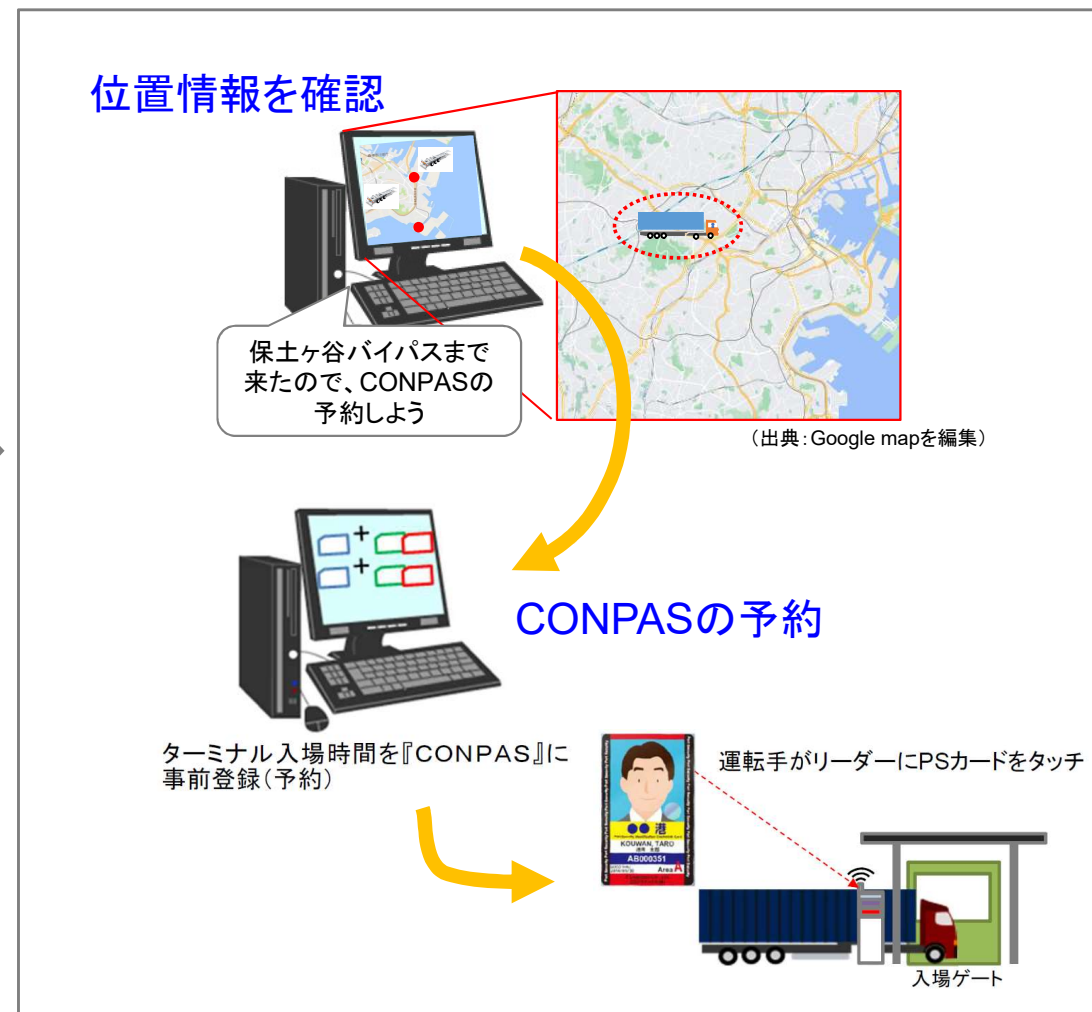 位置情報を確認
保土ヶ谷バイパスまで
来たので、CONPASの
予約しよう
（出典：Google mapを編集）
CONPASの予約
ターミナル入場時間を『CONPAS』に
事前登録（予約）
運転手がリーダーにPSカードをタッチ
●● 港
KOUWAN, TARO
AB000351
Area A
入場ゲート